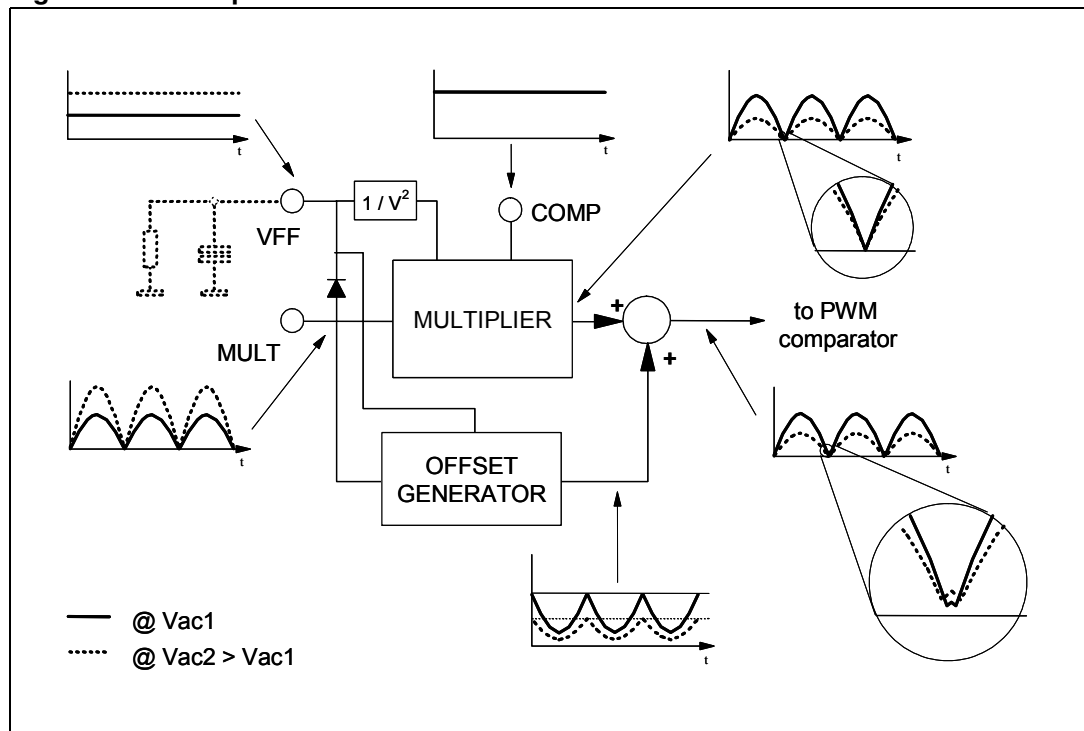 t
t
t
1 / V²
COMP
VFF
MULTIPLIER
+
to PWM
comparator
MULT
+
t
t
OFFSET
GENERATOR
t
@ Vac1
@ Vac2 > Vac1